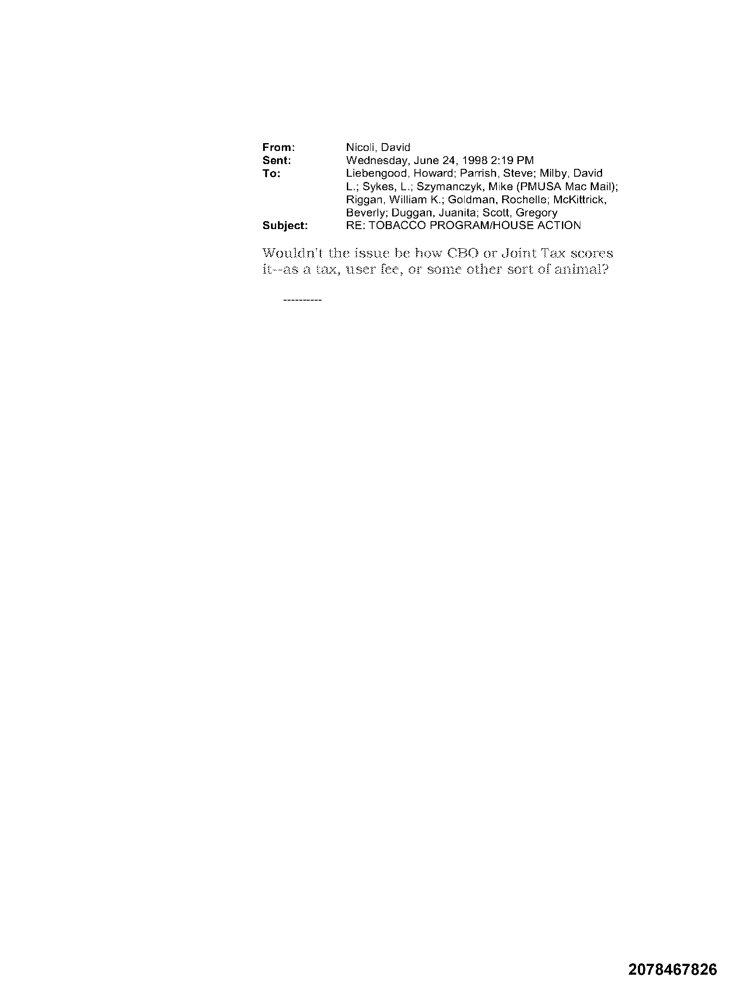 From: Nicoli, David
Sent: Wednesday, June 24, 1998 2:19 PM
To: Liebengood, Howard; Parrish, Steve; Milby, David
L.; Sykes, L.; Szymanczyk, Mike (PMUSA Mac Mail);
Riggan, William K.; Goldman, Rochelle; McKittrick,
Beverly; Duggan, Juanita; Scott, Gregory
Subject: RE: TOBACCO PROGRAM/HOUSE ACTION
Wouldn't the issue be how CBO or Joint Tax scores
it--as a tax, user fee, or some other sort of animal?
----------
2078467826